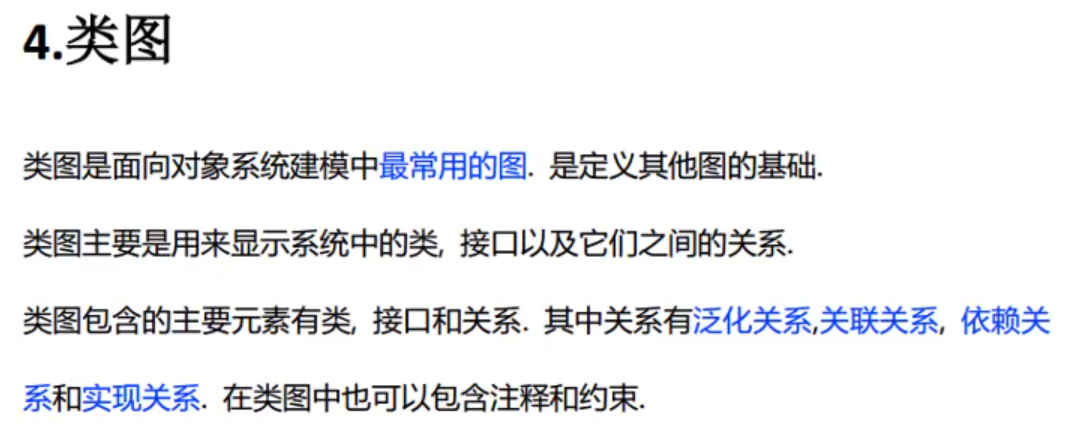 4.类图
类图是面向对象系统建模中最常用的图. 是定义其他图的基础.
类图主要是用来显示系统中的类, 接口以及它们之间的关系.
类图包含的主要元素有类, 接口和关系. 其中关系有泛化关系,关联关系, 依赖关
系和实现关系. 在类图中也可以包含注释和约束.